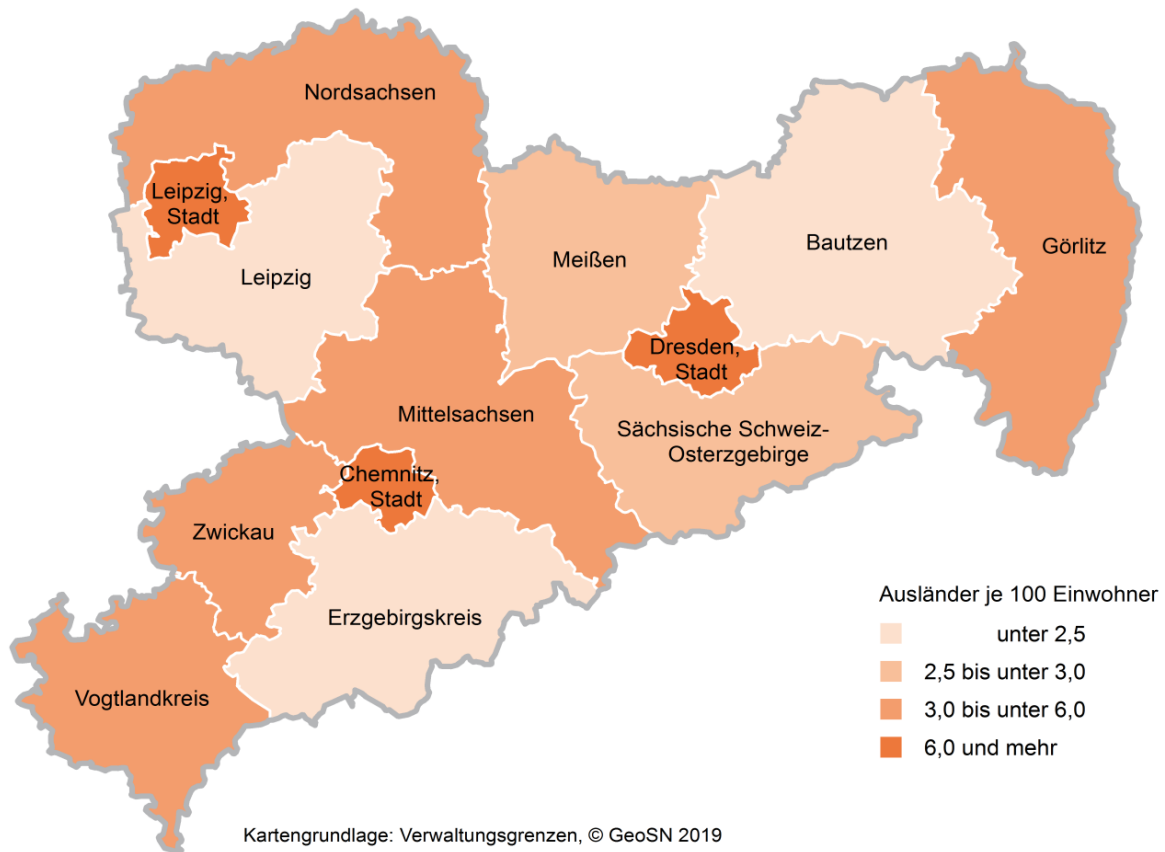 Nordsachsen
Leipzig,
Stadt
Leipzig
Meißen
Bautzen
Görlitz
Dresden,
Stadt
Mittelsachsen
Sächsische Schweiz-
Osterzgebirge
Chemnitz,
Stadt
Zwickau
Erzgebirgskreis
Vogtlandkreis
Ausländer je 100 Einwohner
unter 2,5
2,5 bis unter 3,0
3,0 bis unter 6,0
6,0 und mehr
Kartengrundlage: Verwaltungsgrenzen, © GeoSN 2019